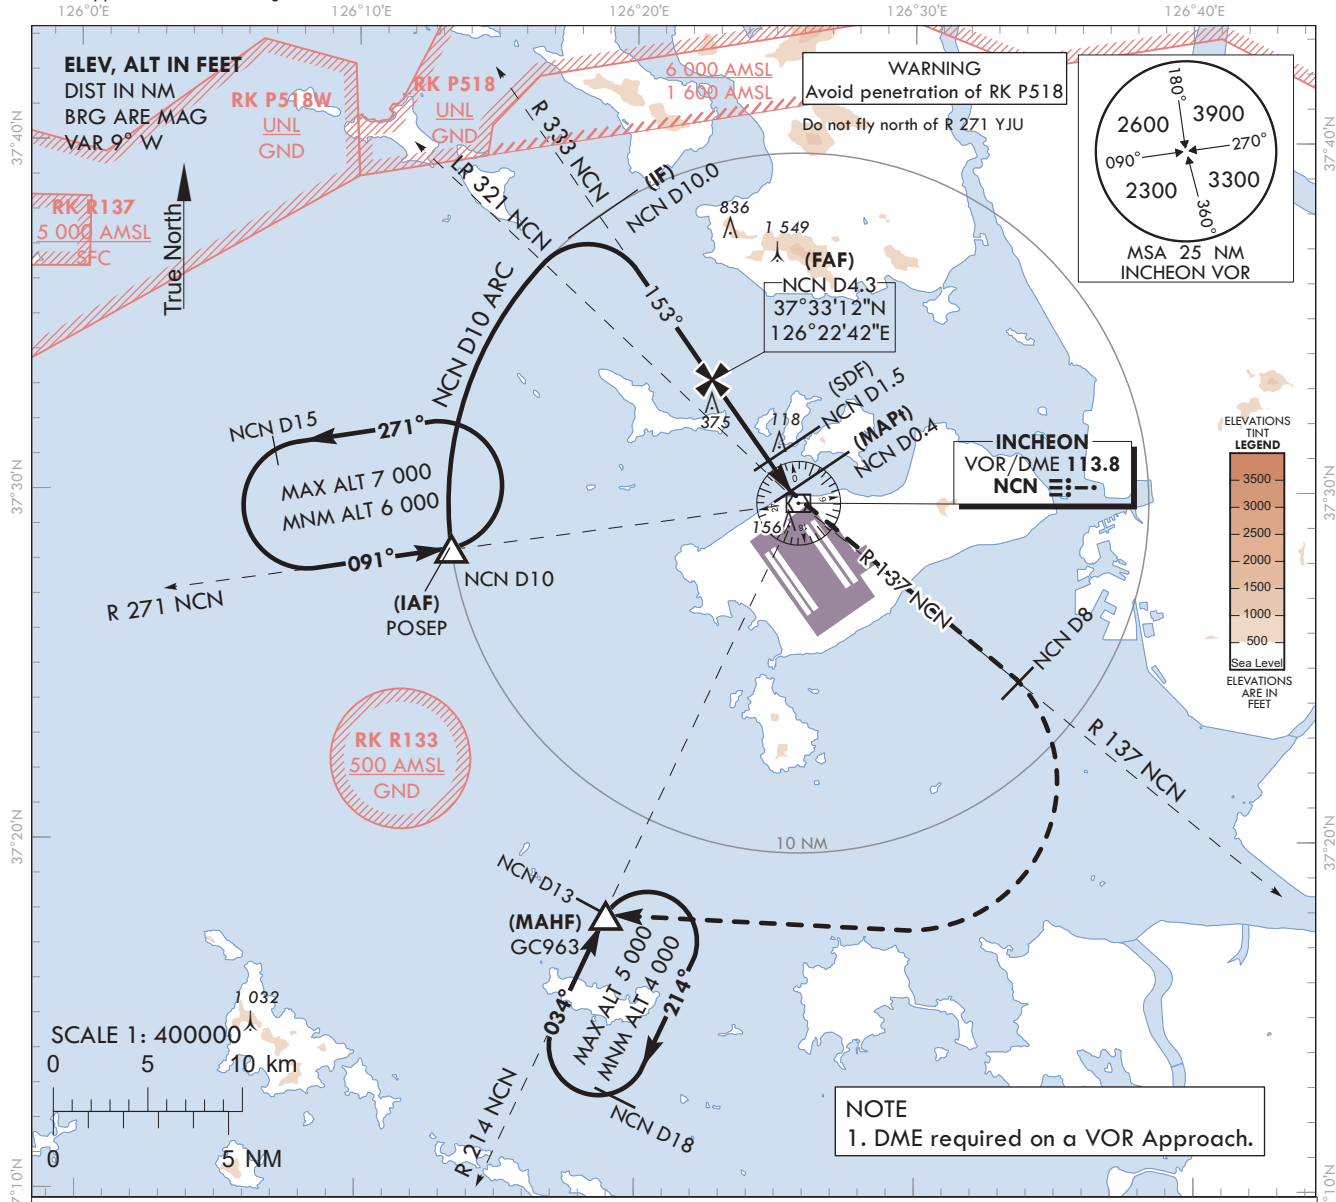 126°0'E
126°10'E
126°20'E
126°30'E
126°40'E
ELEV, ALT IN FEET
DIST IN NM
BRG ARE MAG
VAR 9° W
True North
RK P518W
UNL
GND
RK P518
UNL
GND
6 000 AMSL
1 600 AMSL
WARNING
Avoid penetration of RK P518
Do not fly north of R 271 YJU
180°
3900
2600
270°
090°
2300
3300
360°
MSA 25 NM
INCHEON VOR
37°40'N
37°40'N
RK R137
5 000 AMSL
SFC
R 333 NCN
LR 321 NCN
(IF)
NCN D10.0
836
1 549
(FAF)
NCN D4.3
37°33'12"N
126°22'42"E
153°
NCN D10 ARC
375
118
(SDF)
NCN D1.5
(MAPt)
NCN D0.4
INCHEON
VOR/DME 113.8
NCN
156
NCN D15
271°
MAX ALT 7 000
MNM ALT 6 000
091°
R 271 NCN
NCN D10
(IAF)
POSEP
37°30'N
37°30'N
ELEVATIONS
TINT
LEGEND
3500
3000
2500
2000
1500
1000
500
Sea Level
ELEVATIONS
ARE IN
FEET
R 137 NCN
NCN D8
R 137 NCN
RK R133
500 AMSL
GND
10 NM
37°20'N
37°20'N
NCN D13
(MAHF)
GC963
MAX ALT 5 000
MNM ALT 4 000
034°
214°
NCN D18
R 214 NCN
1 032
SCALE 1: 400000
0
5
10 km
0
5 NM
NOTE
1. DME required on a VOR Approach.
37°10'N
37°10'N